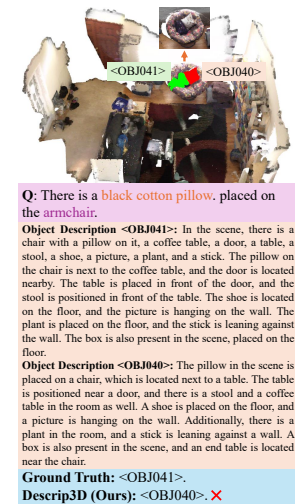 <OBJ041>
<OBJ040>
Q: There is a black cotton pillow. placed on
the armchair.
Object Description <OBJ041>: In the scene, there is a
chair with a pillow on it, a coffee table, a door, a table, a
stool, a shoe, a picture, a plant, and a stick. The pillow on
the chair is next to the coffee table, and the door is located
nearby. The table is placed in front of the door, and the
stool is positioned in front of the table. The shoe is located
on the floor, and the picture is hanging on the wall. The
plant is placed on the floor, and the stick is leaning against
the wall. The box is also present in the scene, placed on the
floor.
Object Description <OBJ040>: The pillow in the scene is
placed on a chair, which is located next to a table. The table
is positioned near a door, and there is a stool and a coffee
table in the room as well. A shoe is placed on the floor, and
a picture is hanging on the wall. Additionally, there is a
plant in the room, and a stick is leaning against a wall. A
box is also present in the scene, and an end table is located
near the chair.
Ground Truth: <OBJ041>.
Descrip3D (Ours): <OBJ040>. ✕